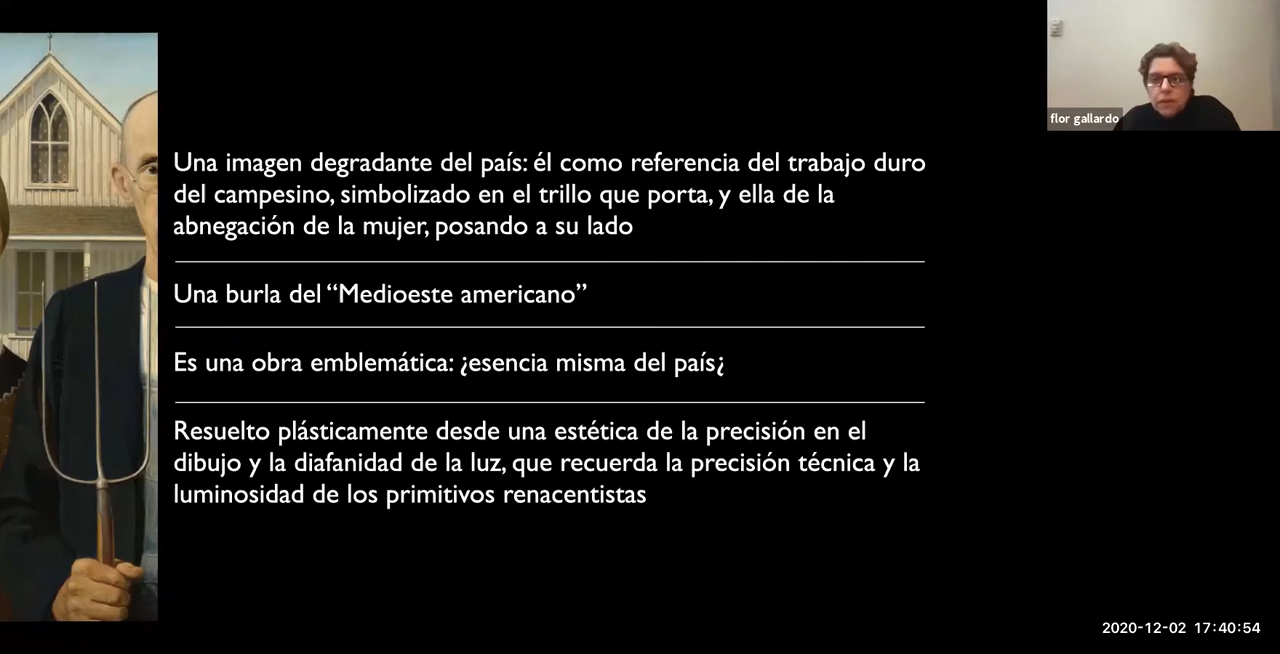 flor gallardo
Una imagen degradante del país: él como referencia del trabajo duro
del campesino, simbolizado en el trillo que porta, y ella de la
abnegación de la mujer, posando a su lado
Una burla del “Medioeste americano”
Es una obra emblemática: ¿esencia misma del país¿
Resuelto plásticamente desde una estética de la precisión en el
dibujo y la diafanidad de la luz, que recuerda la precisión técnica y la
luminosidad de los primitivos renacentistas
2020-12-02 17:40:54